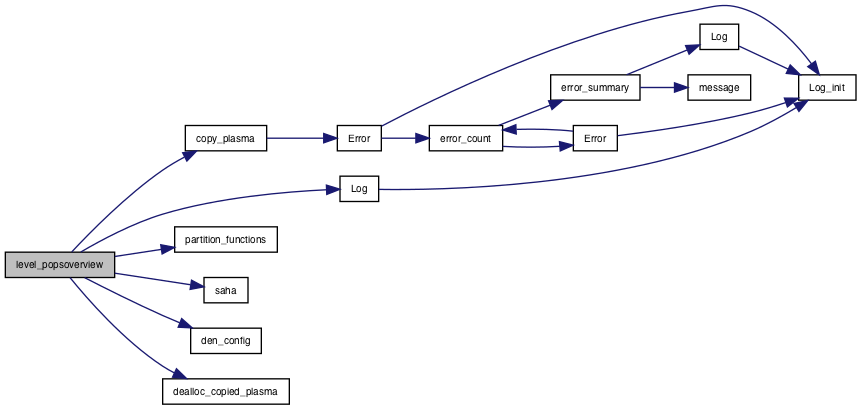 Log
error_summary
message
Log_init
copy_plasma
Error
error_count
Error
Log
partition_functions
level_popsoverview
saha
den_config
dealloc_copied_plasma